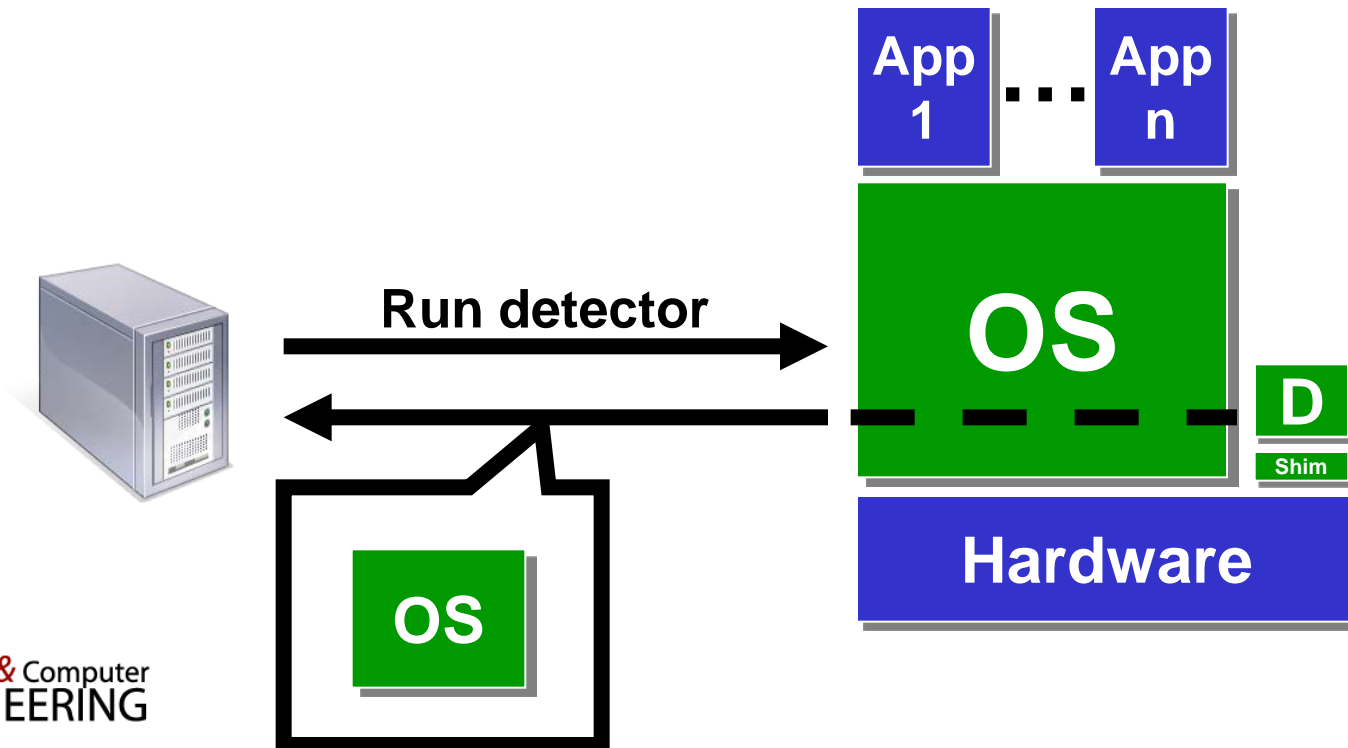 App
1
App
n
Run detector
OS
D
Shim
Hardware
OS
& Computer
EERING